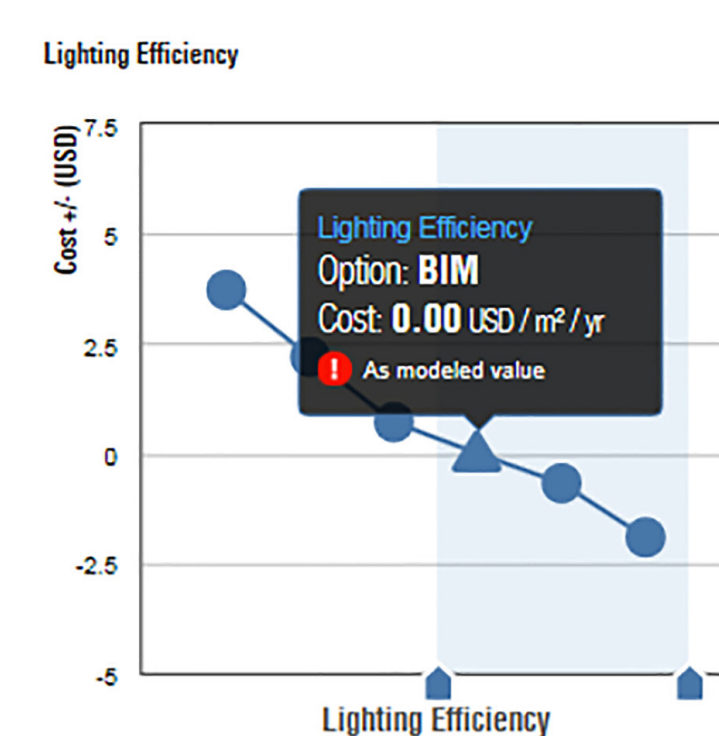 Lighting Efficiency
Cost +/- (USD)
7.5
5
2.5
0
-2.5
-5
Lighting Efficiency
Option: BIM
Cost: 0.00 USD / m² / yr
! As modeled value
Lighting Efficiency